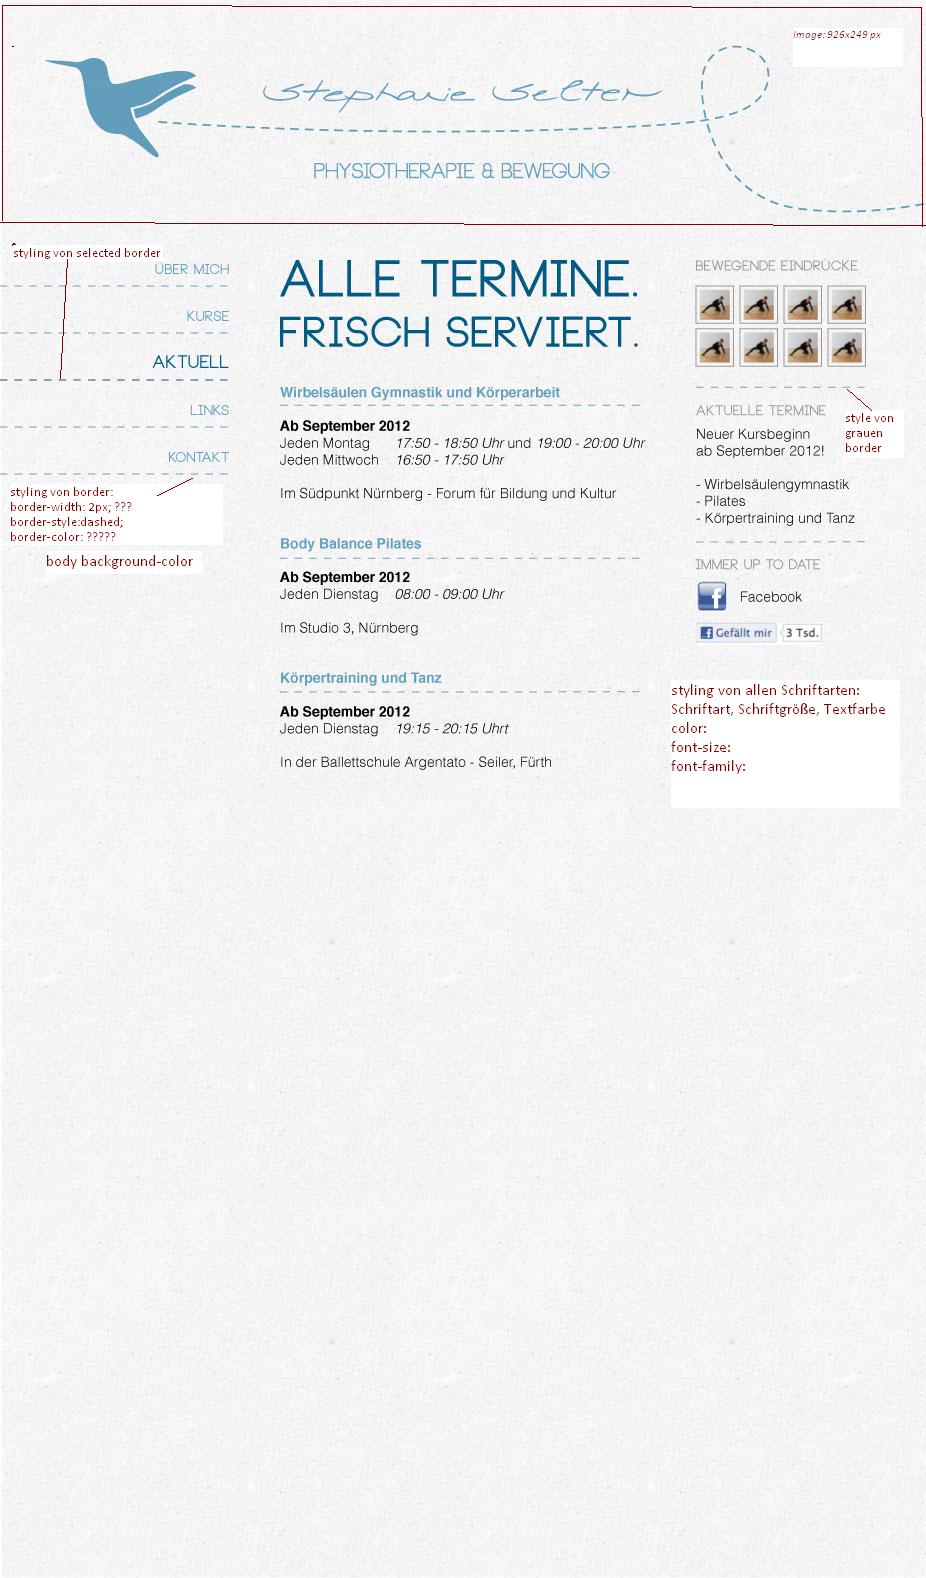 Image: 926x249 px
Stephanie Selter
PHYSIOTHERAPIE & BEWEGUNG
styling von selected border
ÜBER MICH
KURSE
AKTUELL
LINKS
KONTAKT
styling von border:
border-width: 2px; ???
border-style:dashed;
border-color: ?????
body background-color
ALLE TERMINE.
FRISCH SERVIERT.
Wirbelsäulen Gymnastik und Körperarbeit
Ab September 2012
Jeden Montag 17:50 - 18:50 Uhr und 19:00 - 20:00 Uhr
Jeden Mittwoch 16:50 - 17:50 Uhr
Im Südpunkt Nürnberg - Forum für Bildung und Kultur
Body Balance Pilates
Ab September 2012
Jeden Dienstag 08:00 - 09:00 Uhr
Im Studio 3, Nürnberg
Körpertraining und Tanz
Ab September 2012
Jeden Dienstag 19:15 - 20:15 Uhrt
In der Ballettschule Argentato - Seiler, Fürth
BEWEGENDE EINDRÜCKE
style von
grauen
border
AKTUELLE TERMINE
Neuer Kursbeginn
ab September 2012!
- Wirbelsäulengymnastik
- Pilates
- Körpertraining und Tanz
IMMER UP TO DATE
Facebook
Gefällt mir 3 Tsd.
styling von allen Schriftarten:
Schriftart, Schriftgröße, Textfarbe
color:
font-size:
font-family: